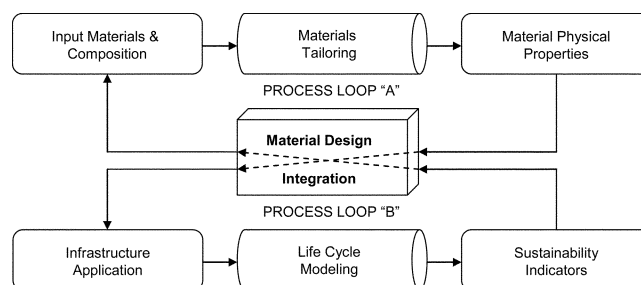 Input Materials &
Composition
Materials
Tailoring
Material Physical
Properties
PROCESS LOOP “A”
Material Design
Integration
PROCESS LOOP “B”
Infrastructure
Application
Life Cycle
Modeling
Sustainability
Indicators